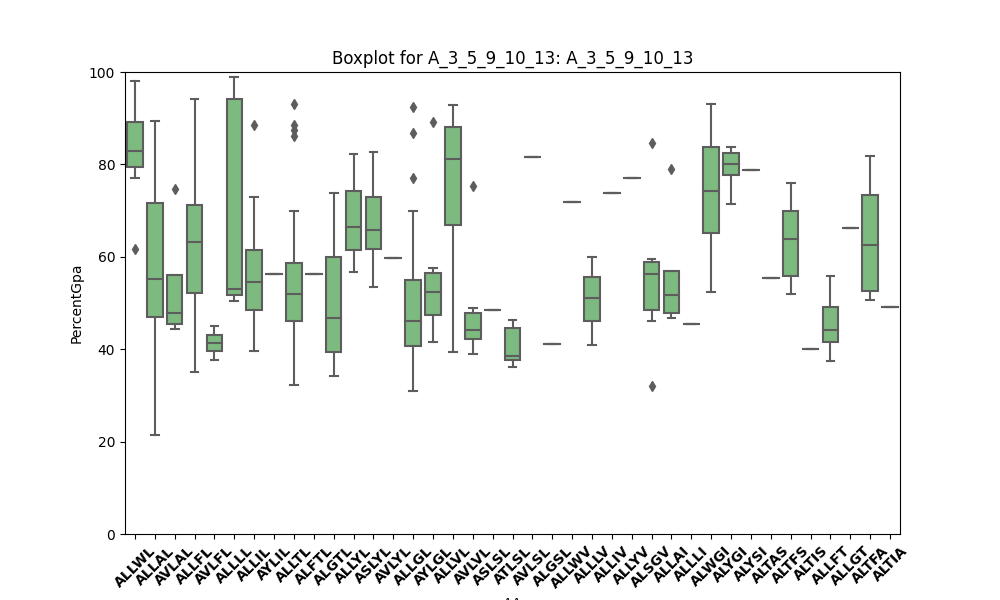 Boxplot for A_3_5_9_10_13: A_3_5_9_10_13
100
80
60
40
20
0
PercentGpa
ALLWL
ALLAL
AVLAL
ALLFL
AVLFL
ALLLL
ALLIL
AYLIL
ALLTL
ALFTL
ALGTL
ALLYL
ASLYL
AVLYL
ALLGL
AYLGL
ALLVL
AVLVL
ASLSL
ATLSL
AVLSL
ALGSL
ALLWV
ALLLV
ALLIV
ALLYV
ALSGV
ALLAI
ALLLI
ALWGI
ALYGI
ALYSI
ALTAS
ALTFS
ALTIS
ALLFT
ALLGT
ALTFA
ALTIA